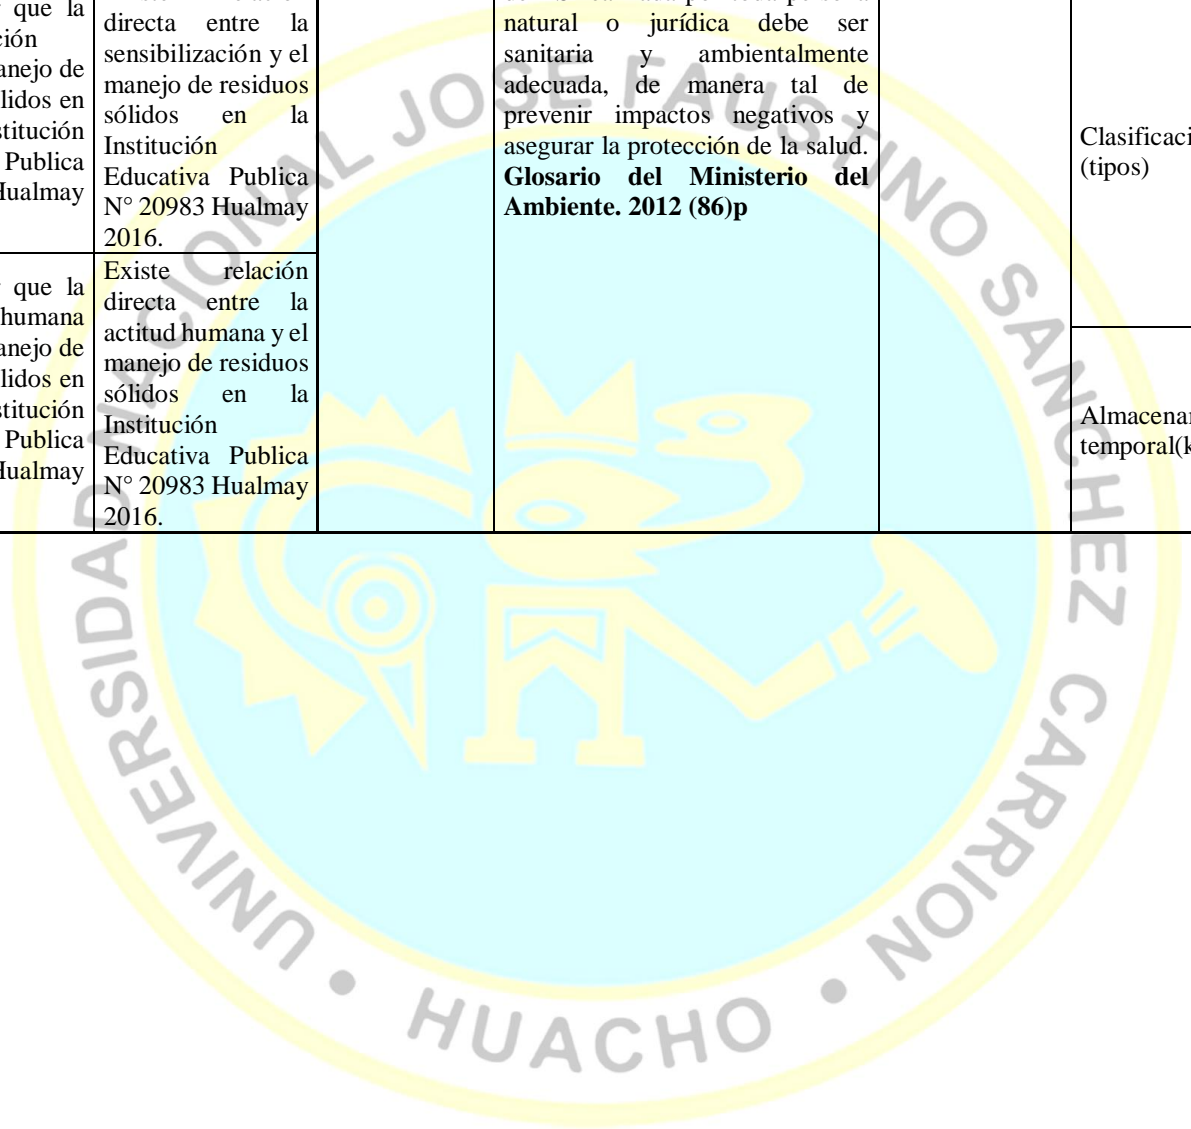 que la
ción
anejo de
lidos en
stitución
Publica
Hualmay
directa entre la
sensibilización y el
manejo de residuos
sólidos en la
Institución
Educativa Publica
N° 20983 Hualmay
2016.
natural o jurídica debe ser
sanitaria y ambientalmente
adecuada, de manera tal de
prevenir impactos negativos y
asegurar la protección de la salud.
Glosario del Ministerio del
Ambiente. 2012 (86)p
Clasificaci
(tipos)
que la
humana
anejo de
lidos en
stitución
Publica
Hualmay
Existe relación
directa entre la
actitud humana y el
manejo de residuos
sólidos en la
Institución
Educativa Publica
N° 20983 Hualmay
2016.
Almacenar
temporal(k
UNIVERSIDAD NACIONAL JOSE FAUSTINO SANCHEZ CARRION
• HUACHO •